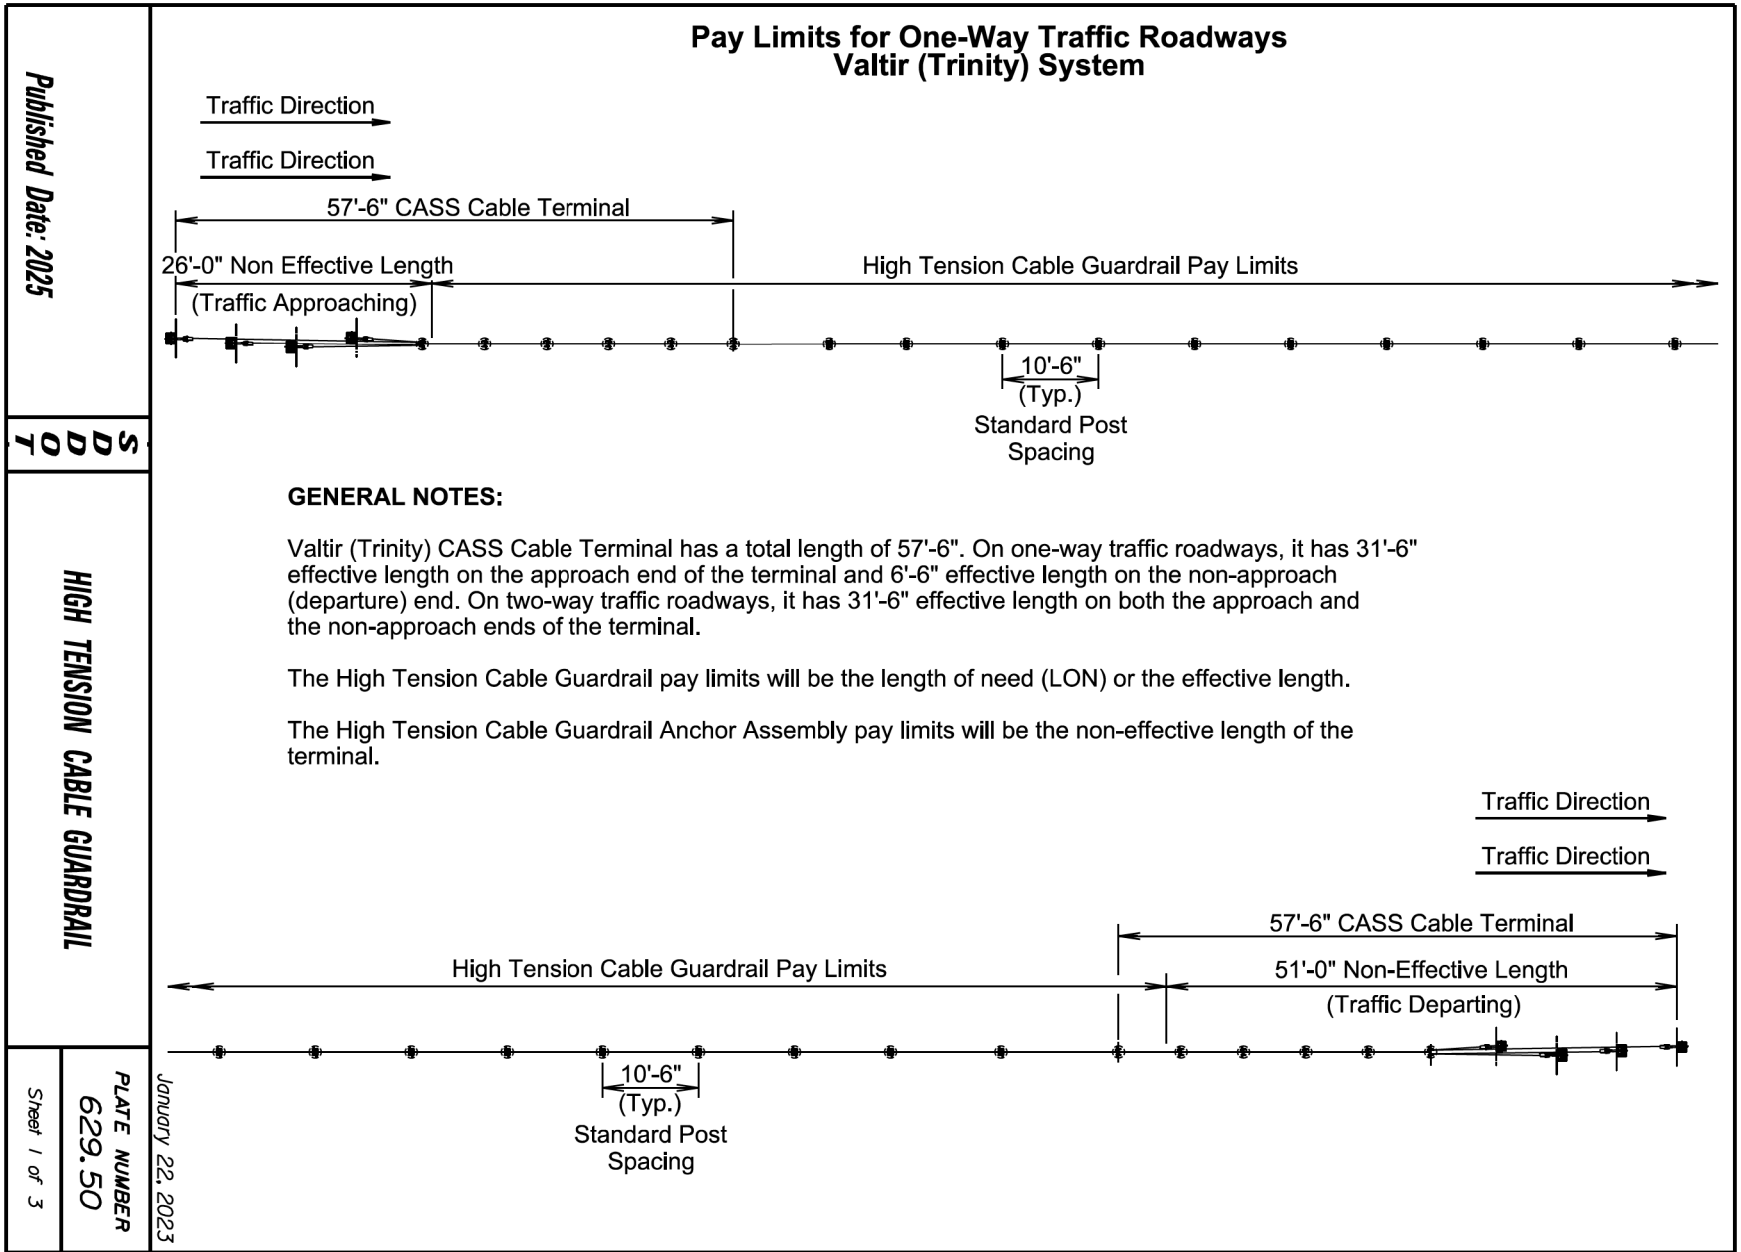 Pay Limits for One-Way Traffic Roadways
Valtir (Trinity) System
Traffic Direction
Traffic Direction
57'-6" CASS Cable Terminal
26'-0" Non Effective Length
High Tension Cable Guardrail Pay Limits
(Traffic Approaching)
10'-6"
(Typ.)
Standard Post
Spacing
GENERAL NOTES:
Valtir (Trinity) CASS Cable Terminal has a total length of 57'-6". On one-way traffic roadways, it has 31'-6"
effective length on the approach end of the terminal and 6'-6" effective length on the non-approach
(departure) end. On two-way traffic roadways, it has 31'-6" effective length on both the approach and
the non-approach ends of the terminal.
The High Tension Cable Guardrail pay limits will be the length of need (LON) or the effective length.
The High Tension Cable Guardrail Anchor Assembly pay limits will be the non-effective length of the
terminal.
Traffic Direction
Traffic Direction
57'-6" CASS Cable Terminal
High Tension Cable Guardrail Pay Limits
51'-0" Non-Effective Length
(Traffic Departing)
10'-6"
(Typ.)
Standard Post
Spacing
January 22, 2023
Published Date: 2025
S
D
D
O
T
HIGH TENSION CABLE GUARDRAIL
PLATE NUMBER
629.50
Sheet 1 of 3